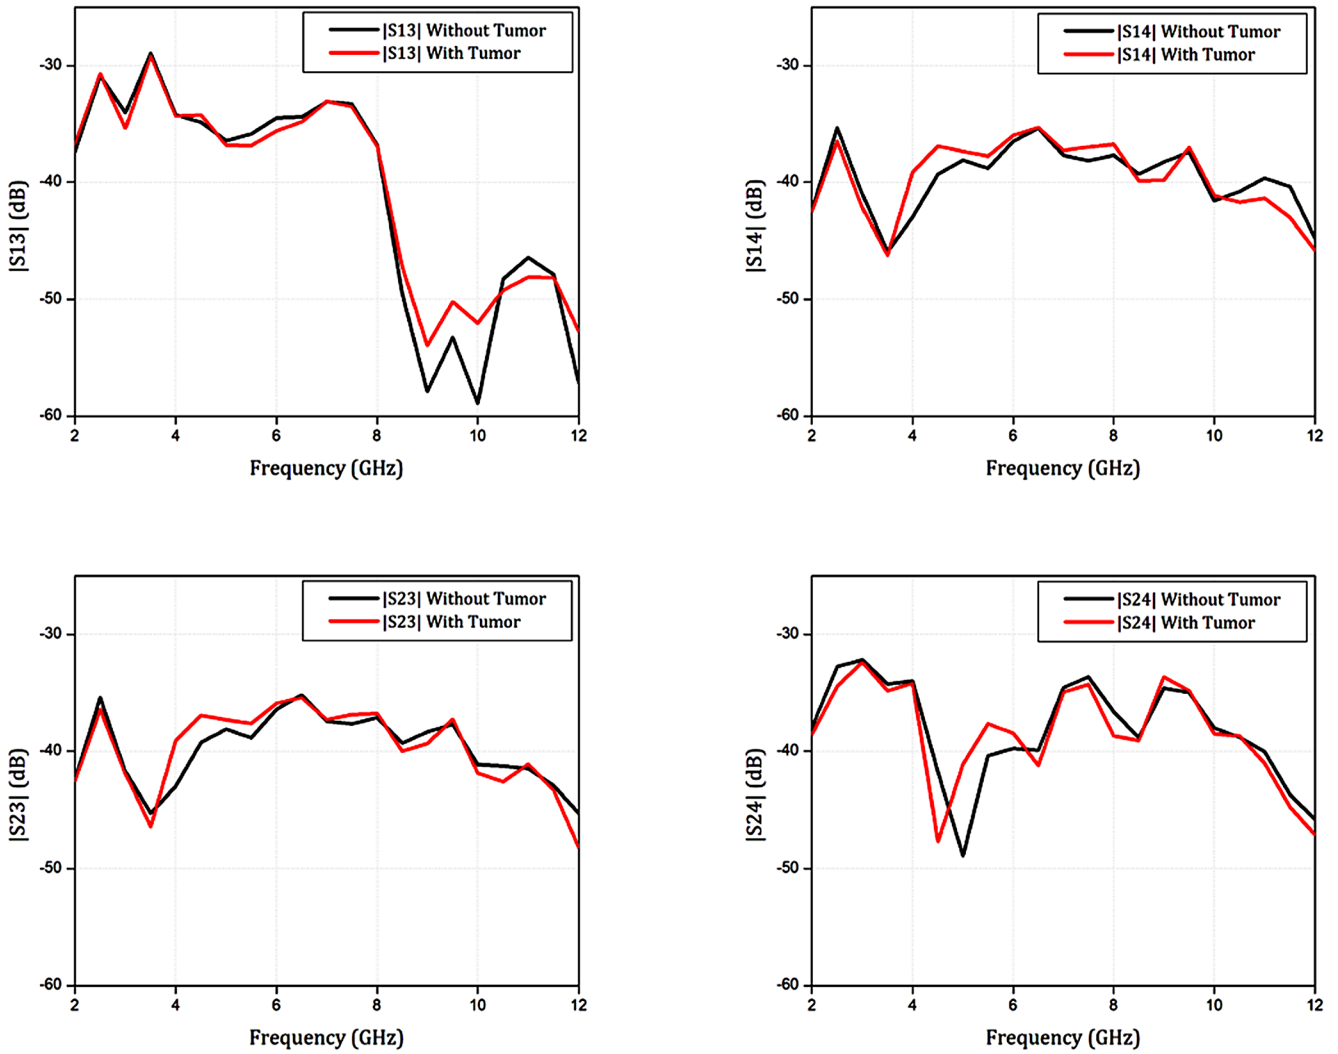 |S13| Without Tumor
|S13| With Tumor
-30
-40
-50
-60
|S13| (dB)
2 4 6 8 10 12
Frequency (GHz)
|S14| Without Tumor
|S14| With Tumor
-30
-40
-50
-60
|S14| (dB)
2 4 6 8 10 12
Frequency (GHz)
|S23| Without Tumor
|S23| With Tumor
-30
-40
-50
-60
|S23| (dB)
2 4 6 8 10 12
Frequency (GHz)
|S24| Without Tumor
|S24| With Tumor
-30
-40
-50
-60
|S24| (dB)
2 4 6 8 10 12
Frequency (GHz)